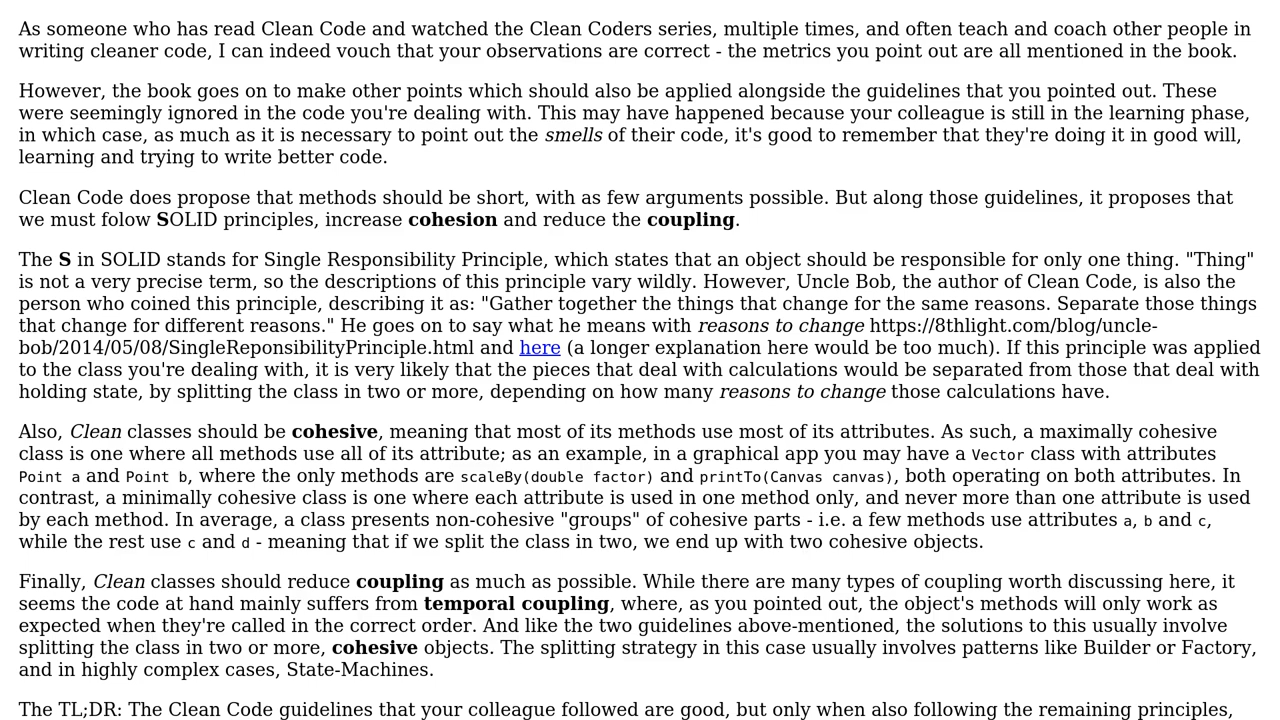 As someone who has read Clean Code and watched the Clean Coders series, multiple times, and often teach and coach other people in
writing cleaner code, I can indeed vouch that your observations are correct - the metrics you point out are all mentioned in the book.
However, the book goes on to make other points which should also be applied alongside the guidelines that you pointed out. These
were seemingly ignored in the code you're dealing with. This may have happened because your colleague is still in the learning phase,
in which case, as much as it is necessary to point out the smells of their code, it's good to remember that they're doing it in good will,
learning and trying to write better code.
Clean Code does propose that methods should be short, with as few arguments possible. But along those guidelines, it proposes that
we must folow SOLID principles, increase cohesion and reduce the coupling.
The S in SOLID stands for Single Responsibility Principle, which states that an object should be responsible for only one thing. "Thing"
is not a very precise term, so the descriptions of this principle vary wildly. However, Uncle Bob, the author of Clean Code, is also the
person who coined this principle, describing it as: "Gather together the things that change for the same reasons. Separate those things
that change for different reasons." He goes on to say what he means with reasons to change https://8thlight.com/blog/uncle-
bob/2014/05/08/SingleReponsibilityPrinciple.html and here (a longer explanation here would be too much). If this principle was applied
to the class you're dealing with, it is very likely that the pieces that deal with calculations would be separated from those that deal with
holding state, by splitting the class in two or more, depending on how many reasons to change those calculations have.
Also, Clean classes should be cohesive, meaning that most of its methods use most of its attributes. As such, a maximally cohesive
class is one where all methods use all of its attribute; as an example, in a graphical app you may have a Vector class with attributes
Point a and Point b, where the only methods are scaleBy(double factor) and printTo(Canvas canvas), both operating on both attributes. In
contrast, a minimally cohesive class is one where each attribute is used in one method only, and never more than one attribute is used
by each method. In average, a class presents non-cohesive "groups" of cohesive parts - i.e. a few methods use attributes a, b and c,
while the rest use c and d - meaning that if we split the class in two, we end up with two cohesive objects.
Finally, Clean classes should reduce coupling as much as possible. While there are many types of coupling worth discussing here, it
seems the code at hand mainly suffers from temporal coupling, where, as you pointed out, the object's methods will only work as
expected when they're called in the correct order. And like the two guidelines above-mentioned, the solutions to this usually involve
splitting the class in two or more, cohesive objects. The splitting strategy in this case usually involves patterns like Builder or Factory,
and in highly complex cases, State-Machines.
The TL;DR: The Clean Code guidelines that your colleague followed are good, but only when also following the remaining principles,